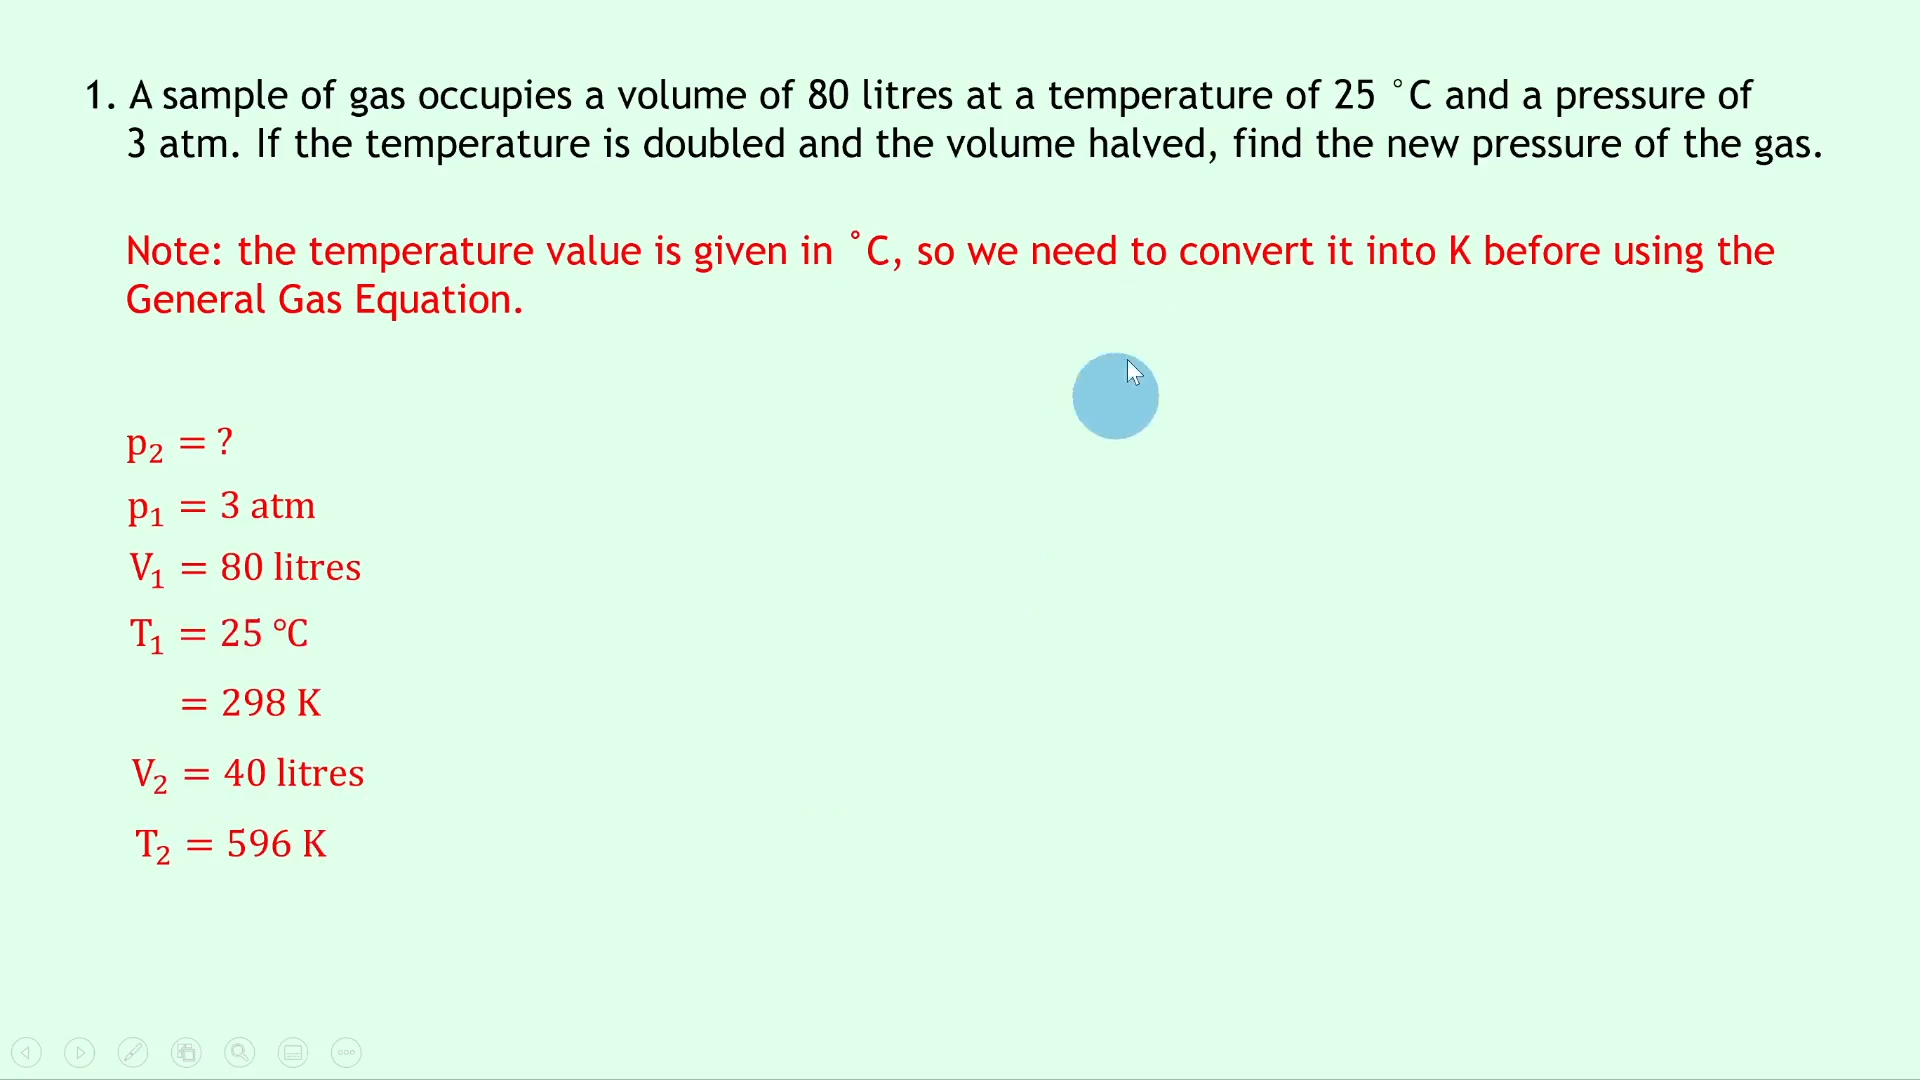 1. A sample of gas occupies a volume of 80 litres at a temperature of 25 °C and a pressure of
3 atm. If the temperature is doubled and the volume halved, find the new pressure of the gas.
Note: the temperature value is given in °C, so we need to convert it into K before using the
General Gas Equation.
p₂ = ?
p₁ = 3 atm
V₁ = 80 litres
T₁ = 25 °C
= 298 K
V₂ = 40 litres
T₂ = 596 K